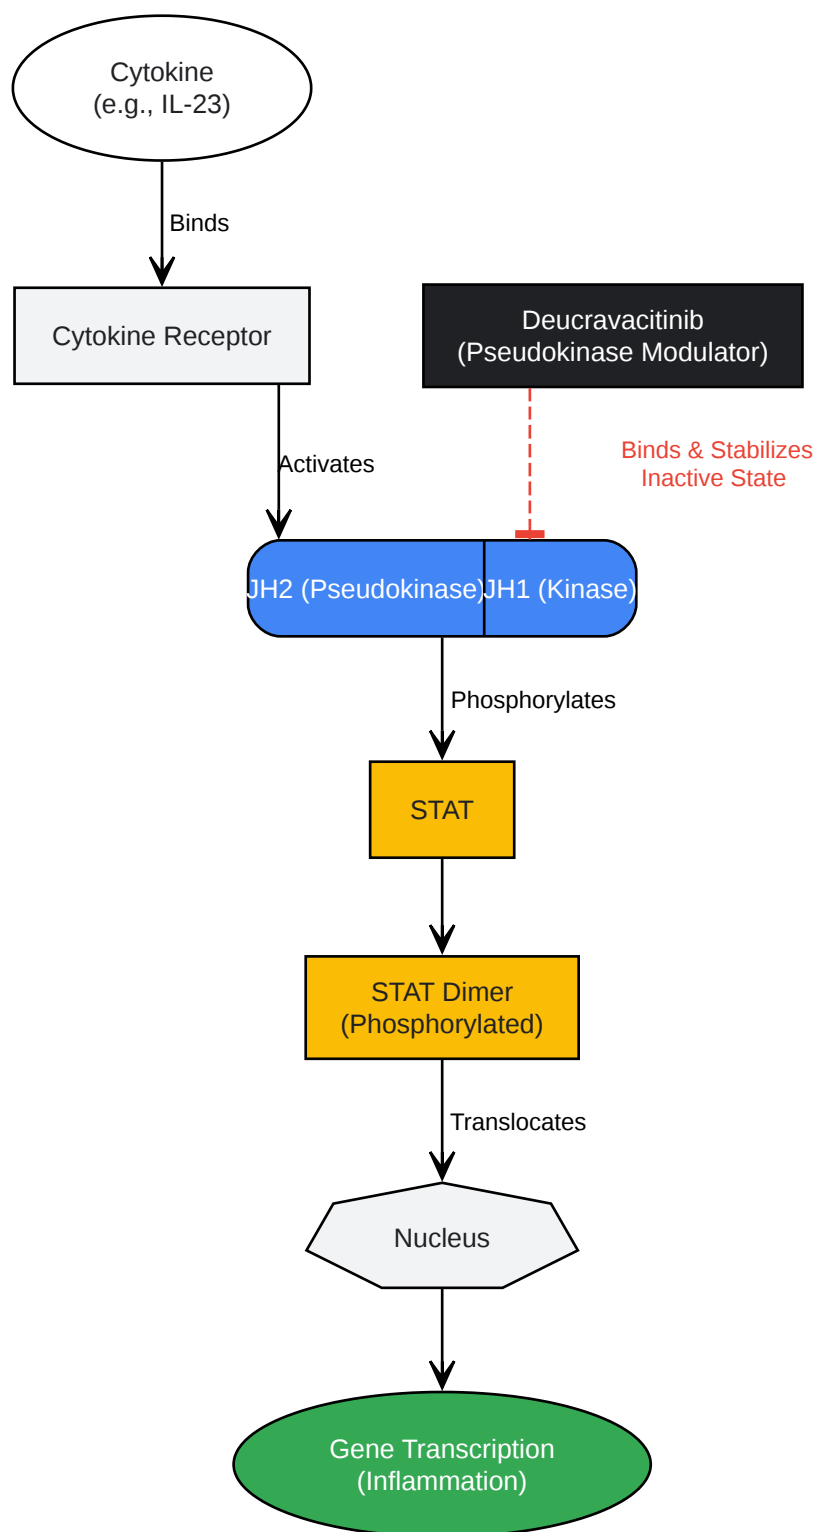 Cytokine
(e.g., IL-23)
Binds
Cytokine Receptor
Deucravacitinib
(Pseudokinase Modulator)
Activates
Binds & Stabilizes
Inactive State
JH2 (Pseudokinase)
JH1 (Kinase)
Phosphorylates
STAT
STAT Dimer
(Phosphorylated)
Translocates
Nucleus
Gene Transcription
(Inflammation)